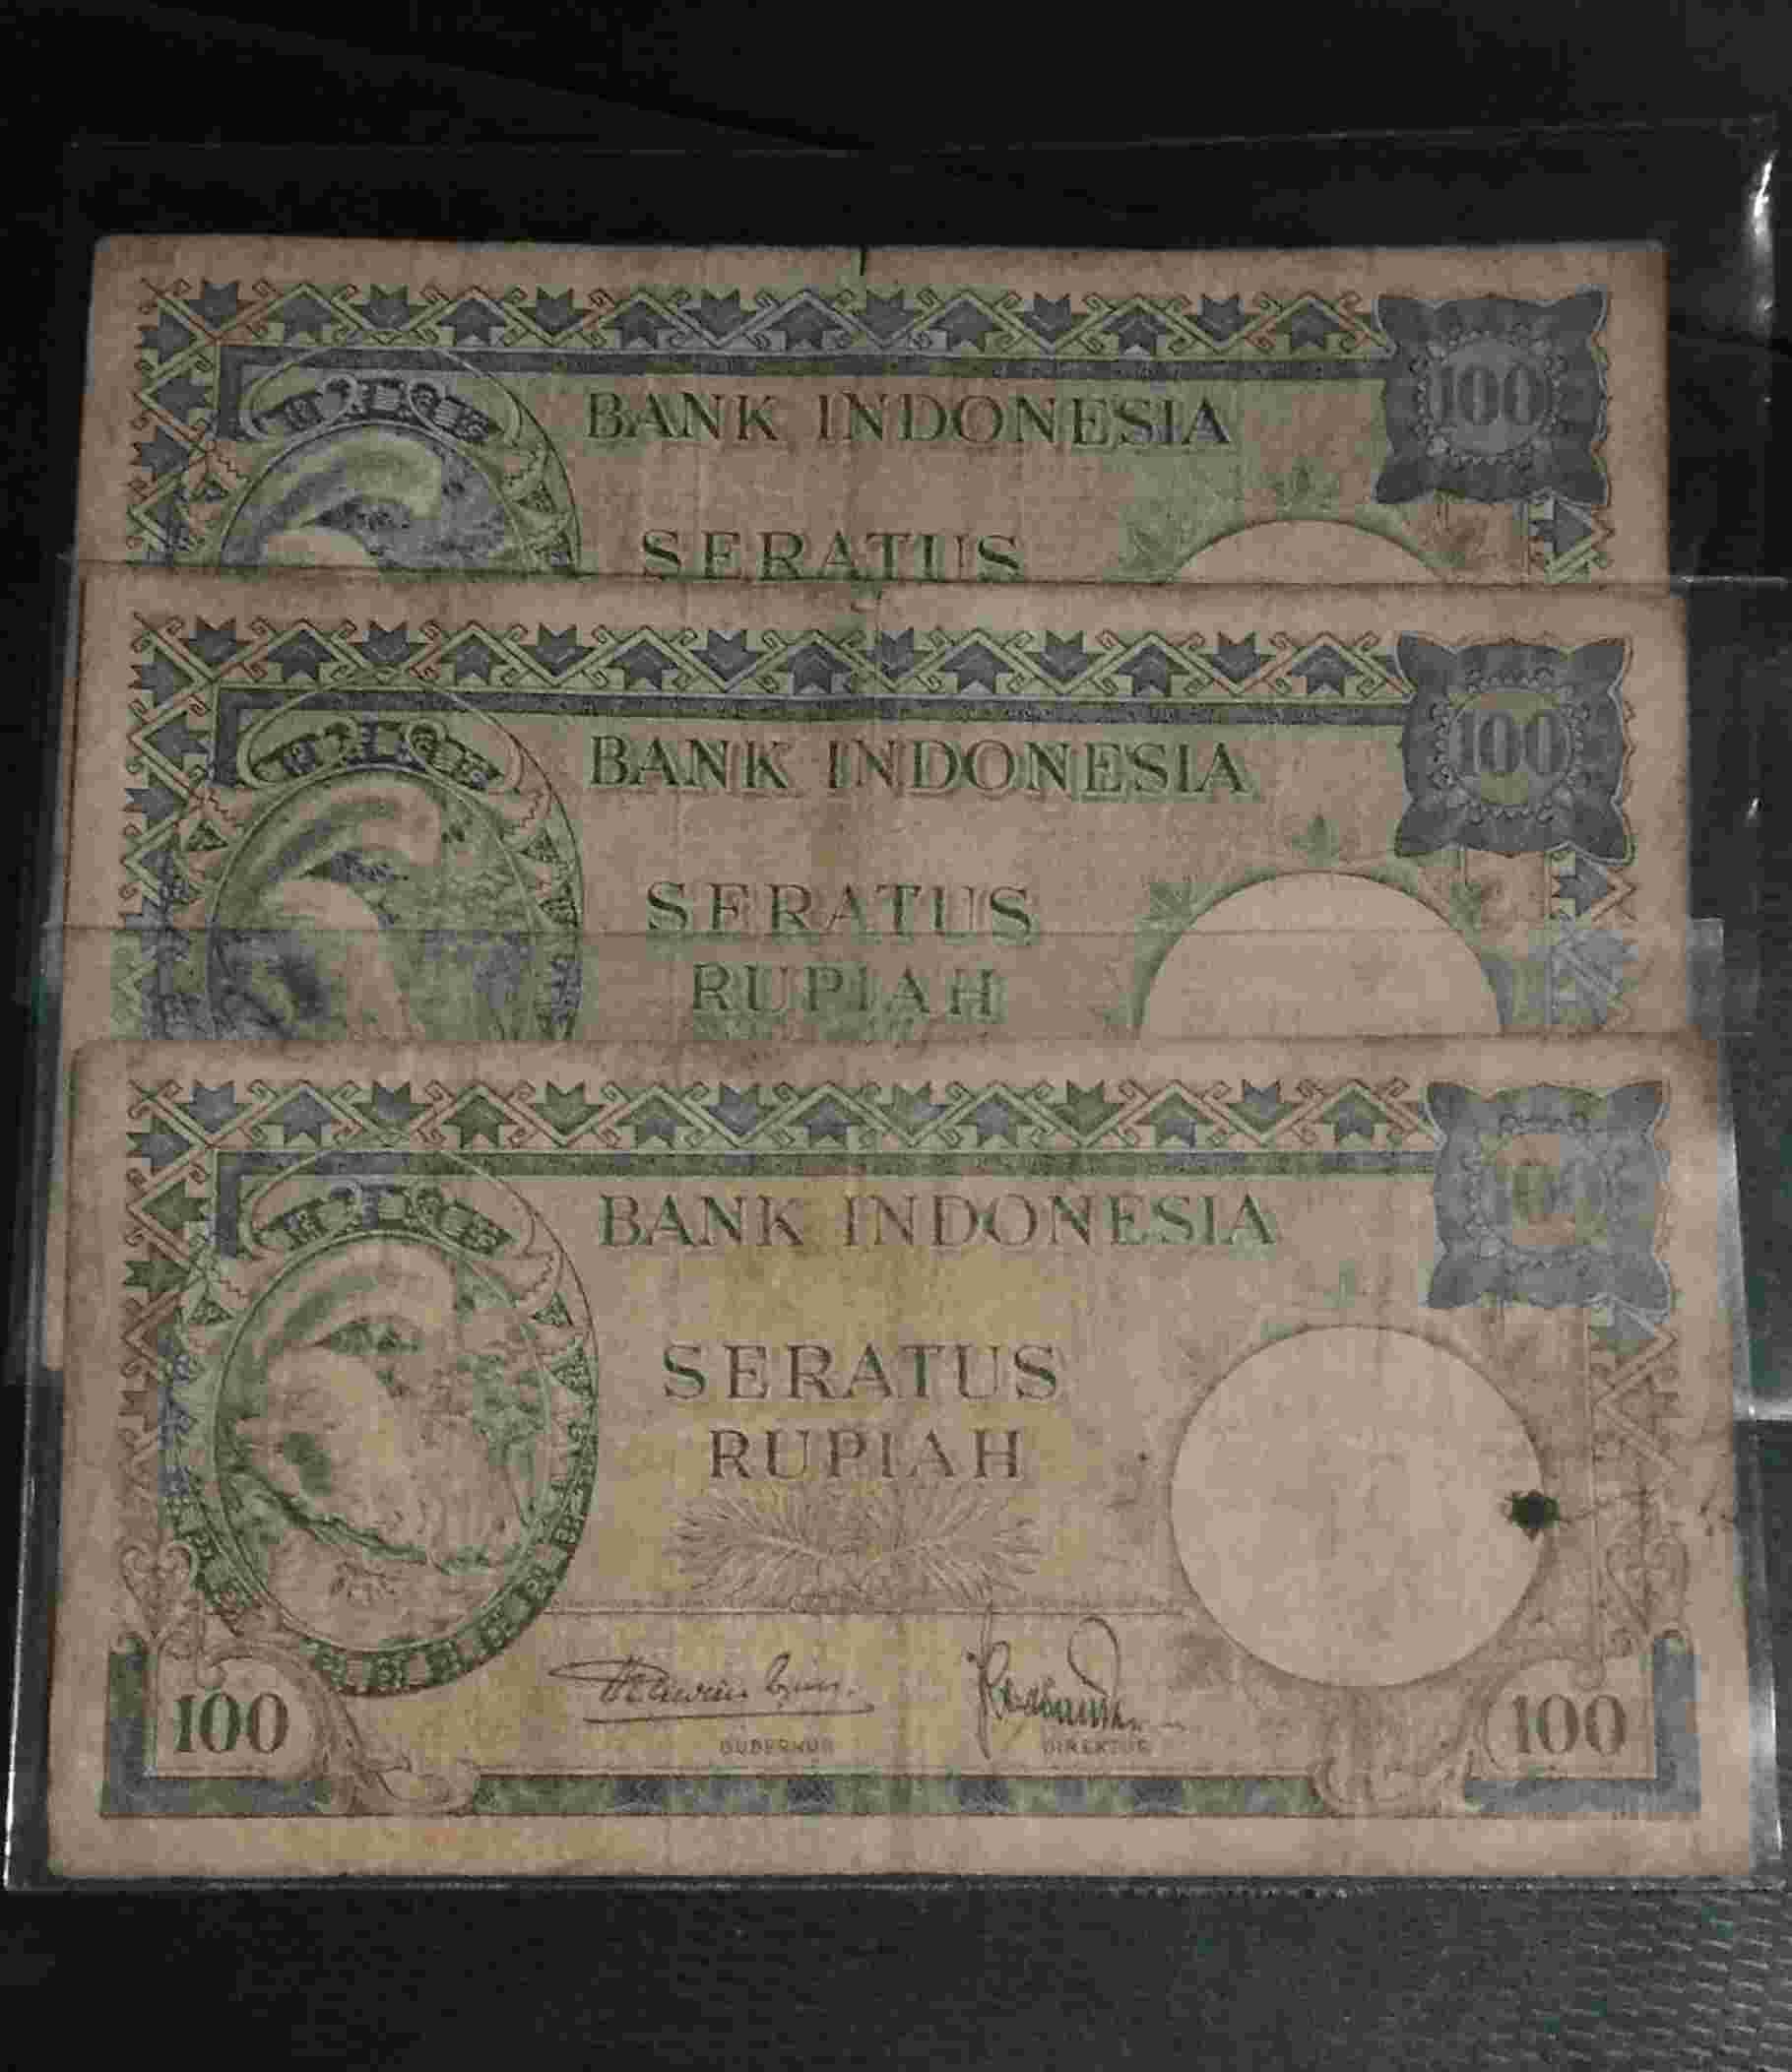 100
BANK INDONESIA
SERATUS
100
BANK INDONESIA
SERATUS
RUPIAH
BANK INDONESIA
SERATUS
RUPIAH
GUBERNUR
DIREKTUR
100
100